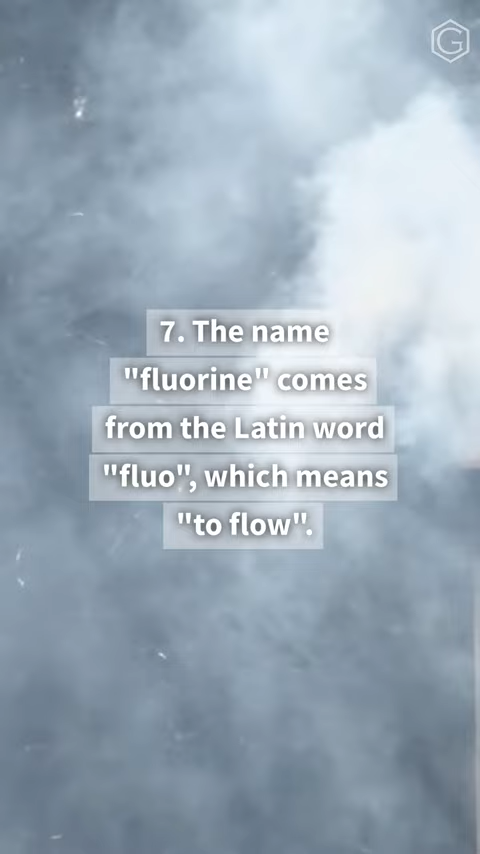 G
7. The name
"fluorine" comes
from the Latin word
"fluo", which means
"to flow".